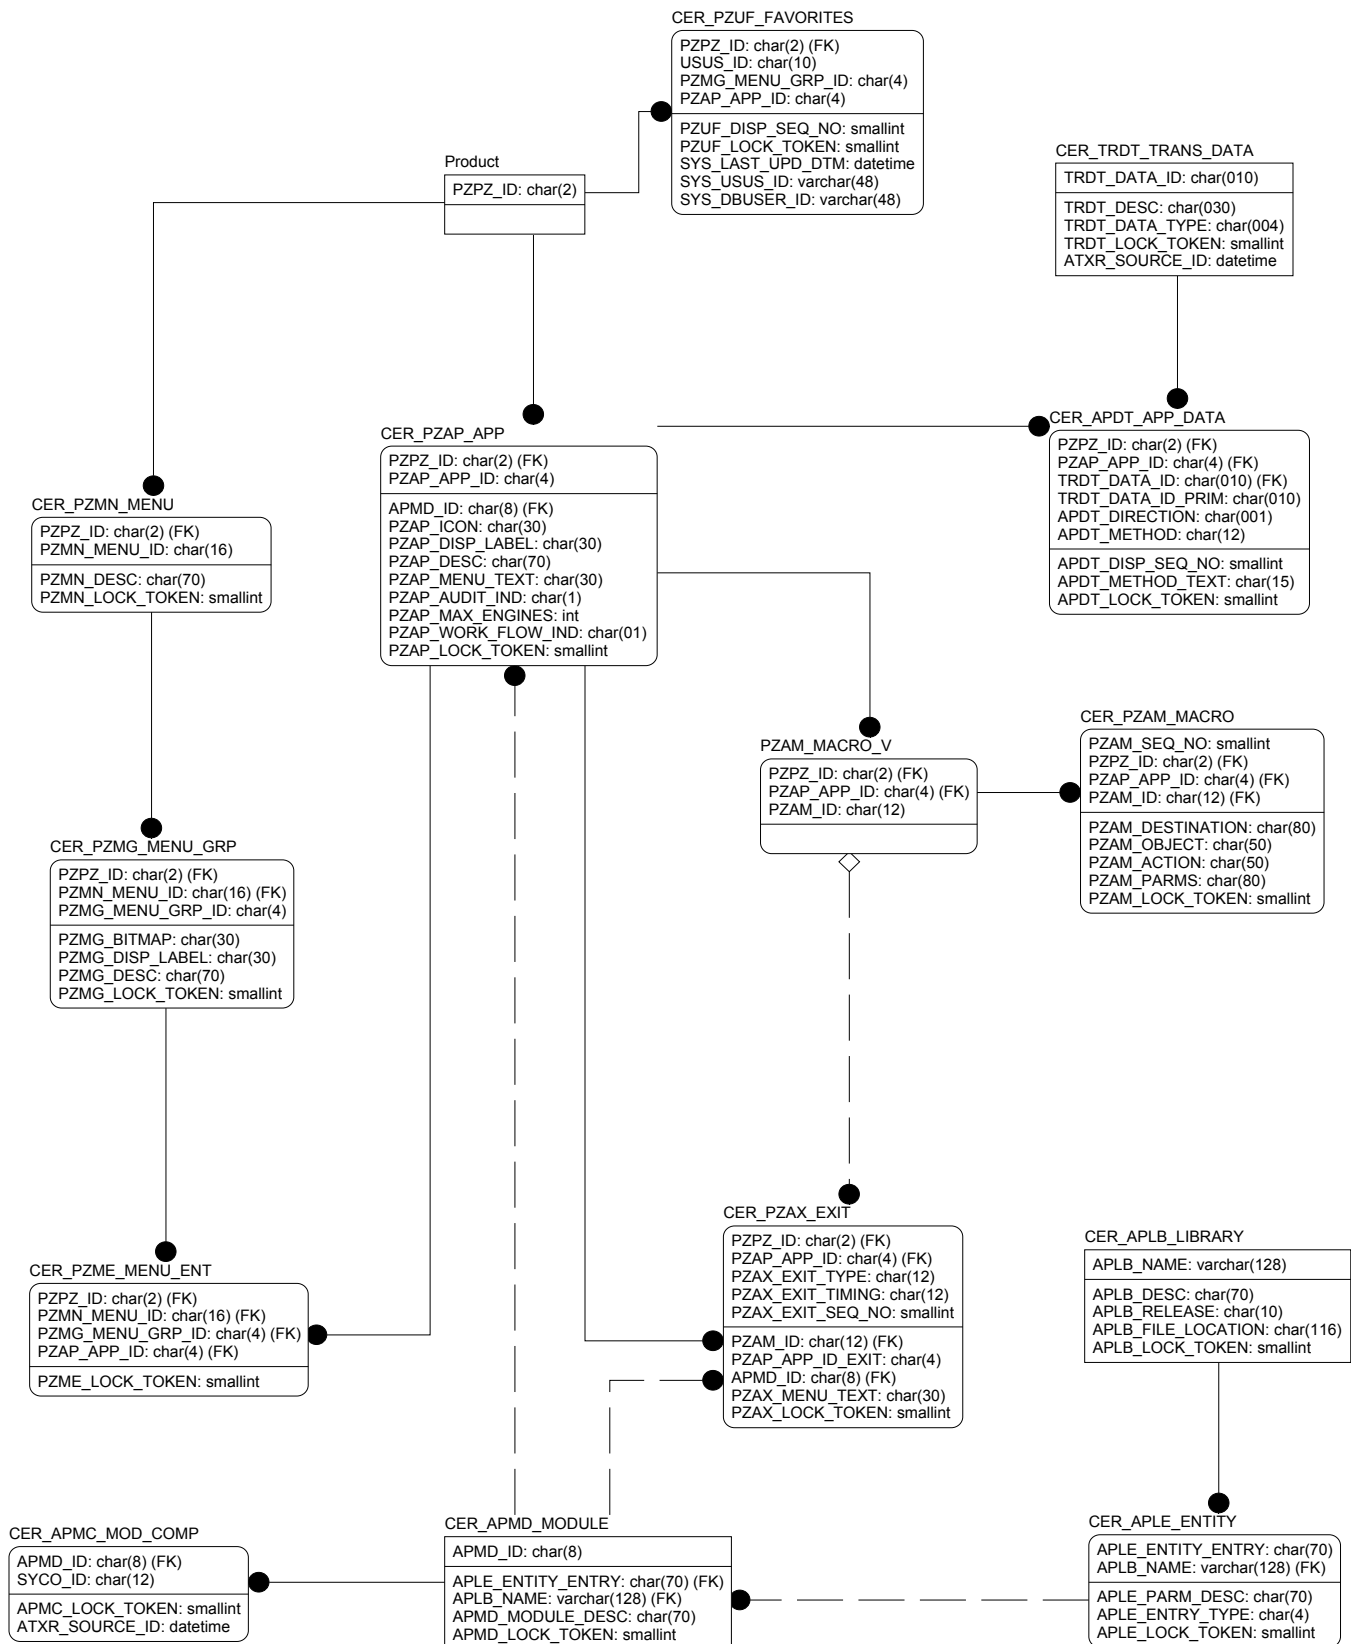 CER_PZUF_FAVORITES
PZPZ_ID: char(2) (FK)
USUS_ID: char(10)
PZMG_MENU_GRP_ID: char(4)
PZAP_APP_ID: char(4)
PZUF_DISP_SEQ_NO: smallint
PZUF_LOCK_TOKEN: smallint
SYS_LAST_UPD_DTM: datetime
SYS_USUS_ID: varchar(48)
SYS_DBUSER_ID: varchar(48)
Product
PZPZ_ID: char(2)
CER_TRDT_TRANS_DATA
TRDT_DATA_ID: char(010)
TRDT_DESC: char(030)
TRDT_DATA_TYPE: char(004)
TRDT_LOCK_TOKEN: smallint
ATXR_SOURCE_ID: datetime
CER_PZAP_APP
PZPZ_ID: char(2) (FK)
PZAP_APP_ID: char(4)
APMD_ID: char(8) (FK)
PZAP_ICON: char(30)
PZAP_DISP_LABEL: char(30)
PZAP_DESC: char(70)
PZAP_MENU_TEXT: char(30)
PZAP_AUDIT_IND: char(1)
PZAP_MAX_ENGINES: int
PZAP_WORK_FLOW_IND: char(01)
PZAP_LOCK_TOKEN: smallint
CER_APDT_APP_DATA
PZPZ_ID: char(2) (FK)
PZAP_APP_ID: char(4) (FK)
TRDT_DATA_ID: char(010) (FK)
TRDT_DATA_ID_PRIM: char(010)
APDT_DIRECTION: char(001)
APDT_METHOD: char(12)
APDT_DISP_SEQ_NO: smallint
APDT_METHOD_TEXT: char(15)
APDT_LOCK_TOKEN: smallint
CER_PZMN_MENU
PZPZ_ID: char(2) (FK)
PZMN_MENU_ID: char(16)
PZMN_DESC: char(70)
PZMN_LOCK_TOKEN: smallint
PZAM_MACRO_V
PZPZ_ID: char(2) (FK)
PZAP_APP_ID: char(4) (FK)
PZAM_ID: char(12)
CER_PZAM_MACRO
PZAM_SEQ_NO: smallint
PZPZ_ID: char(2) (FK)
PZAP_APP_ID: char(4) (FK)
PZAM_ID: char(12) (FK)
PZAM_DESTINATION: char(80)
PZAM_OBJECT: char(50)
PZAM_ACTION: char(50)
PZAM_PARMS: char(80)
PZAM_LOCK_TOKEN: smallint
CER_PZMG_MENU_GRP
PZPZ_ID: char(2) (FK)
PZMN_MENU_ID: char(16) (FK)
PZMG_MENU_GRP_ID: char(4)
PZMG_BITMAP: char(30)
PZMG_DISP_LABEL: char(30)
PZMG_DESC: char(70)
PZMG_LOCK_TOKEN: smallint
CER_PZAX_EXIT
PZPZ_ID: char(2) (FK)
PZAP_APP_ID: char(4) (FK)
PZAX_EXIT_TYPE: char(12)
PZAX_EXIT_TIMING: char(12)
PZAX_EXIT_SEQ_NO: smallint
PZAM_ID: char(12) (FK)
PZAP_APP_ID_EXIT: char(4)
APMD_ID: char(8) (FK)
PZAX_MENU_TEXT: char(30)
PZAX_LOCK_TOKEN: smallint
CER_APLB_LIBRARY
APLB_NAME: varchar(128)
APLB_DESC: char(70)
APLB_RELEASE: char(10)
APLB_FILE_LOCATION: char(116)
APLB_LOCK_TOKEN: smallint
CER_PZME_MENU_ENT
PZPZ_ID: char(2) (FK)
PZMN_MENU_ID: char(16) (FK)
PZMG_MENU_GRP_ID: char(4) (FK)
PZAP_APP_ID: char(4) (FK)
PZME_LOCK_TOKEN: smallint
CER_APMC_MOD_COMP
APMD_ID: char(8) (FK)
SYCO_ID: char(12)
APMC_LOCK_TOKEN: smallint
ATXR_SOURCE_ID: datetime
CER_APMD_MODULE
APMD_ID: char(8)
APLE_ENTITY_ENTRY: char(70) (FK)
APLB_NAME: varchar(128) (FK)
APMD_MODULE_DESC: char(70)
APMD_LOCK_TOKEN: smallint
CER_APLE_ENTITY
APLE_ENTITY_ENTRY: char(70)
APLB_NAME: varchar(128) (FK)
APLE_PARM_DESC: char(70)
APLE_ENTRY_TYPE: char(4)
APLE_LOCK_TOKEN: smallint